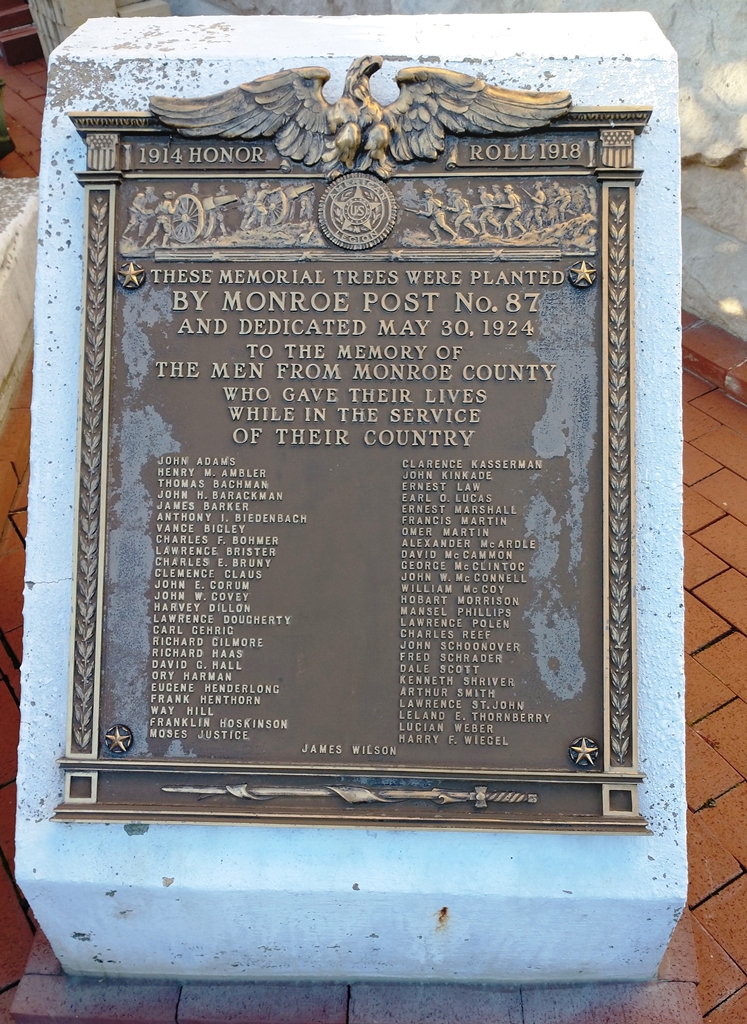 1914 HONOR ROLL 1918
US
THESE MEMORIAL TREES WERE PLANTED
BY MONROE POST No. 87
AND DEDICATED MAY 30, 1924
TO THE MEMORY OF
THE MEN FROM MONROE COUNTY
WHO GAVE THEIR LIVES
WHILE IN THE SERVICE
OF THEIR COUNTRY
JOHN ADAMS
HENRY M. AMBLER
THOMAS BACHMAN
JOHN H. BARACKMAN
JAMES BARKER
ANTHONY I. BIEDENBACH
VANCE BIGLEY
CHARLES F. BOHMER
LAWRENCE BRISTER
CHARLES E. BRUNY
CLEMENCE CLAUS
JOHN E. CORUM
JOHN W. COVEY
HARVEY DILLON
LAWRENCE DOUGHERTY
CARL GEHRIG
RICHARD GILMORE
RICHARD HAAS
DAVID G. HALL
ORY HARMAN
EUGENE HENDERLONG
FRANK HENTHORN
WAY HILL
FRANKLIN HOSKINSON
MOSES JUSTICE
CLARENCE KASSERMAN
JOHN KINKADE
ERNEST LAW
EARL O. LUCAS
ERNEST MARSHALL
FRANCIS MARTIN
OMER MARTIN
ALEXANDER McARDLE
DAVID McCAMMON
GEORGE McCLINTOC
JOHN W. McCONNELL
WILLIAM McCOY
HOBART MORRISON
MANSEL PHILLIPS
LAWRENCE POLEN
CHARLES REEF
JOHN SCHOONOVER
FRED SCHRADER
DALE SCOTT
KENNETH SHRIVER
ARTHUR SMITH
LAWRENCE ST. JOHN
LELAND E. THORNBERRY
LUCIAN WEBER
HARRY F. WIEGEL
JAMES WILSON